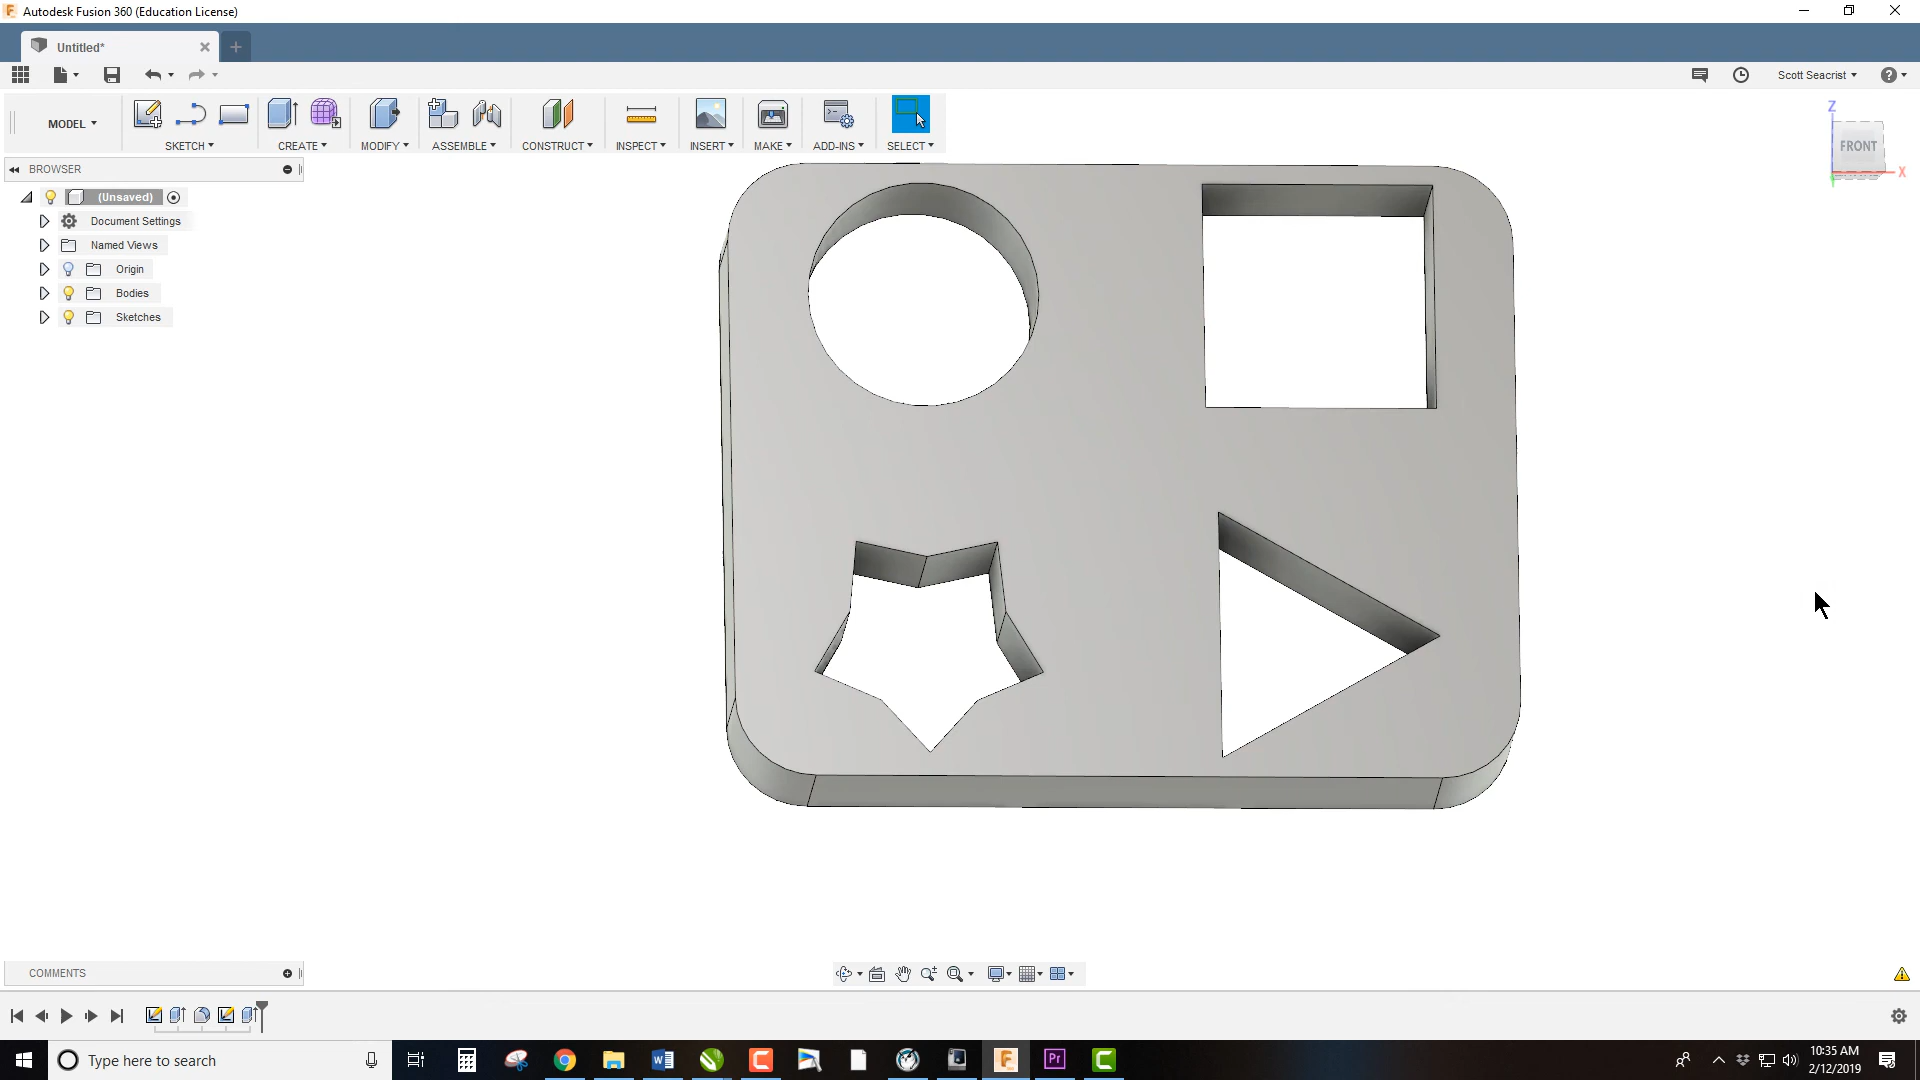 Autodesk Fusion 360 (Education License)
Untitled*
Scott Seacrist
MODEL
SKETCH
CREATE
MODIFY
ASSEMBLE
CONSTRUCT
INSPECT
INSERT
MAKE
ADD-INS
SELECT
Z
FRONT
X
BROWSER
(Unsaved)
Document Settings
Named Views
Origin
Bodies
Sketches
COMMENTS
Type here to search
10:35 AM
2/12/2019